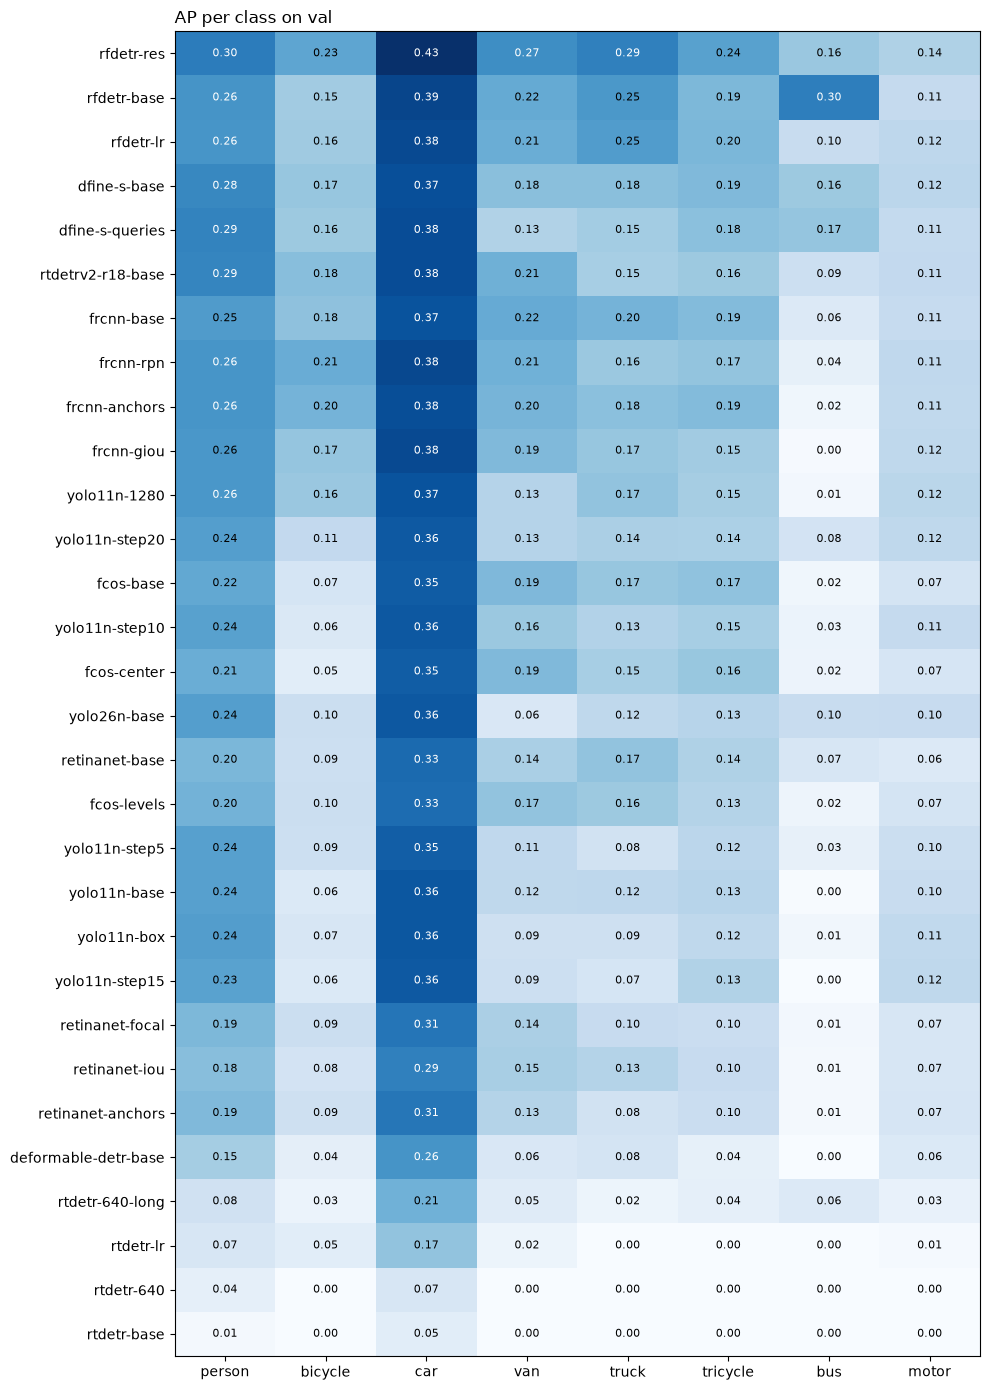 AP per class on val
rfdetr-res 0.30 0.23 0.43 0.27 0.29 0.24 0.16 0.14
rfdetr-base 0.26 0.15 0.39 0.22 0.25 0.19 0.30 0.11
rfdetr-lr 0.26 0.16 0.38 0.21 0.25 0.20 0.10 0.12
dfine-s-base 0.28 0.17 0.37 0.18 0.18 0.19 0.16 0.12
dfine-s-queries 0.29 0.16 0.38 0.13 0.15 0.18 0.17 0.11
rtdetrv2-r18-base 0.29 0.18 0.38 0.21 0.15 0.16 0.09 0.11
frcnn-base 0.25 0.18 0.37 0.22 0.20 0.19 0.06 0.11
frcnn-rpn 0.26 0.21 0.38 0.21 0.16 0.17 0.04 0.11
frcnn-anchors 0.26 0.20 0.38 0.20 0.18 0.19 0.02 0.11
frcnn-giou 0.26 0.17 0.38 0.19 0.17 0.15 0.00 0.12
yolo11n-1280 0.26 0.16 0.37 0.13 0.17 0.15 0.01 0.12
yolo11n-step20 0.24 0.11 0.36 0.13 0.14 0.14 0.08 0.12
fcos-base 0.22 0.07 0.35 0.19 0.17 0.17 0.02 0.07
yolo11n-step10 0.24 0.06 0.36 0.16 0.13 0.15 0.03 0.11
fcos-center 0.21 0.05 0.35 0.19 0.15 0.16 0.02 0.07
yolo26n-base 0.24 0.10 0.36 0.06 0.12 0.13 0.10 0.10
retinanet-base 0.20 0.09 0.33 0.14 0.17 0.14 0.07 0.06
fcos-levels 0.20 0.10 0.33 0.17 0.16 0.13 0.02 0.07
yolo11n-step5 0.24 0.09 0.35 0.11 0.08 0.12 0.03 0.10
yolo11n-base 0.24 0.06 0.36 0.12 0.12 0.13 0.00 0.10
yolo11n-box 0.24 0.07 0.36 0.09 0.09 0.12 0.01 0.11
yolo11n-step15 0.23 0.06 0.36 0.09 0.07 0.13 0.00 0.12
retinanet-focal 0.19 0.09 0.31 0.14 0.10 0.10 0.01 0.07
retinanet-iou 0.18 0.08 0.29 0.15 0.13 0.10 0.01 0.07
retinanet-anchors 0.19 0.09 0.31 0.13 0.08 0.10 0.01 0.07
deformable-detr-base 0.15 0.04 0.26 0.06 0.08 0.04 0.00 0.06
rtdetr-640-long 0.08 0.03 0.21 0.05 0.02 0.04 0.06 0.03
rtdetr-lr 0.07 0.05 0.17 0.02 0.00 0.00 0.00 0.01
rtdetr-640 0.04 0.00 0.07 0.00 0.00 0.00 0.00 0.00
rtdetr-base 0.01 0.00 0.05 0.00 0.00 0.00 0.00 0.00
person bicycle car van truck tricycle bus motor